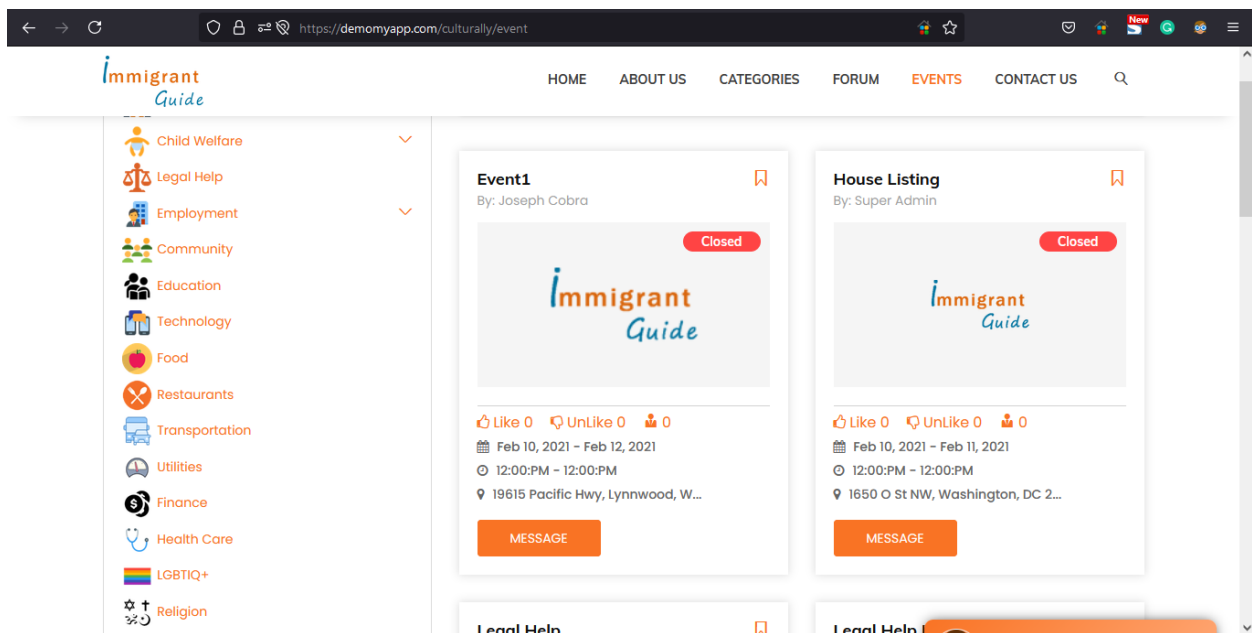 https://demomyapp.com/culturally/event
New
Immigrant
Guide
HOME ABOUT US CATEGORIES FORUM EVENTS CONTACT US
Child Welfare
Legal Help
Employment
Community
Education
Technology
Food
Restaurants
Transportation
Utilities
Finance
Health Care
LGBTIQ+
Religion
Event1
By: Joseph Cobra
Closed
Immigrant
Guide
Like 0 UnLike 0 0
Feb 10, 2021 - Feb 12, 2021
12:00:PM - 12:00:PM
19615 Pacific Hwy, Lynnwood, W...
MESSAGE
House Listing
By: Super Admin
Closed
Immigrant
Guide
Like 0 UnLike 0 0
Feb 10, 2021 - Feb 11, 2021
12:00:PM - 12:00:PM
1650 O St NW, Washington, DC 2...
MESSAGE
Legal Help
Legal Help